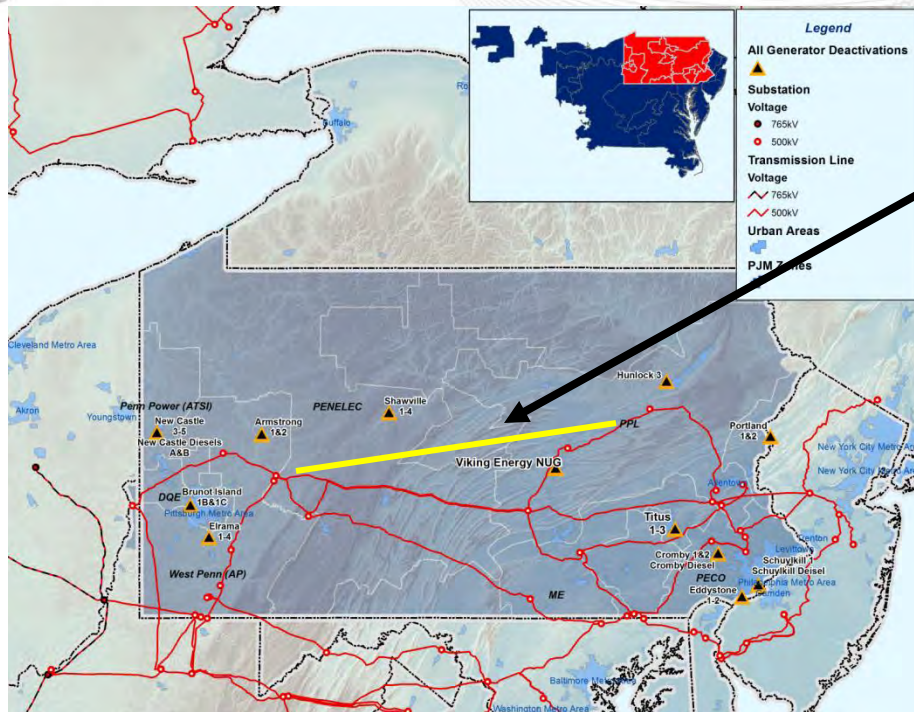 Legend
All Generator Deactivations
Substation
Voltage
765kV
500kV
Transmission Line
Voltage
765kV
500kV
Urban Areas
PJM Zones
Buffalo
Cleveland Metro Area
Akron
Youngstown
Penn Power (ATSI)
New Castle
3-5
New Castle Diesels
A&B
Armstrong
1&2
PENELEC
Shawville
1-4
Hunlock 3
PPL
Portland
1&2
New York City Metro Area
New York City Metro Area
Viking Energy NUG
Allentown
DQE
Brunot Island
1B&1C
Pittsburgh Metro Area
Elrama
1-4
Titus
1-3
Trenton
Levittown
Cromby 1&2
Cromby Diesel
Schuylkill 1
Schuylkill Deisel
Philadelphia Metro Area
Camden
West Penn (AP)
ME
PECO
Eddystone
1-2
Baltimore Metro Area
Washington Metro Area